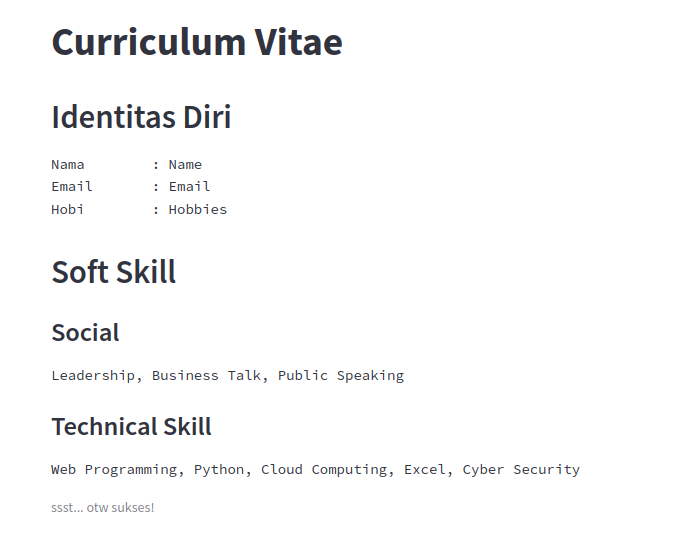 Curriculum Vitae
Identitas Diri
Nama : Name
Email : Email
Hobi : Hobbies
Soft Skill
Social
Leadership, Business Talk, Public Speaking
Technical Skill
Web Programming, Python, Cloud Computing, Excel, Cyber Security
ssst... otw sukses!